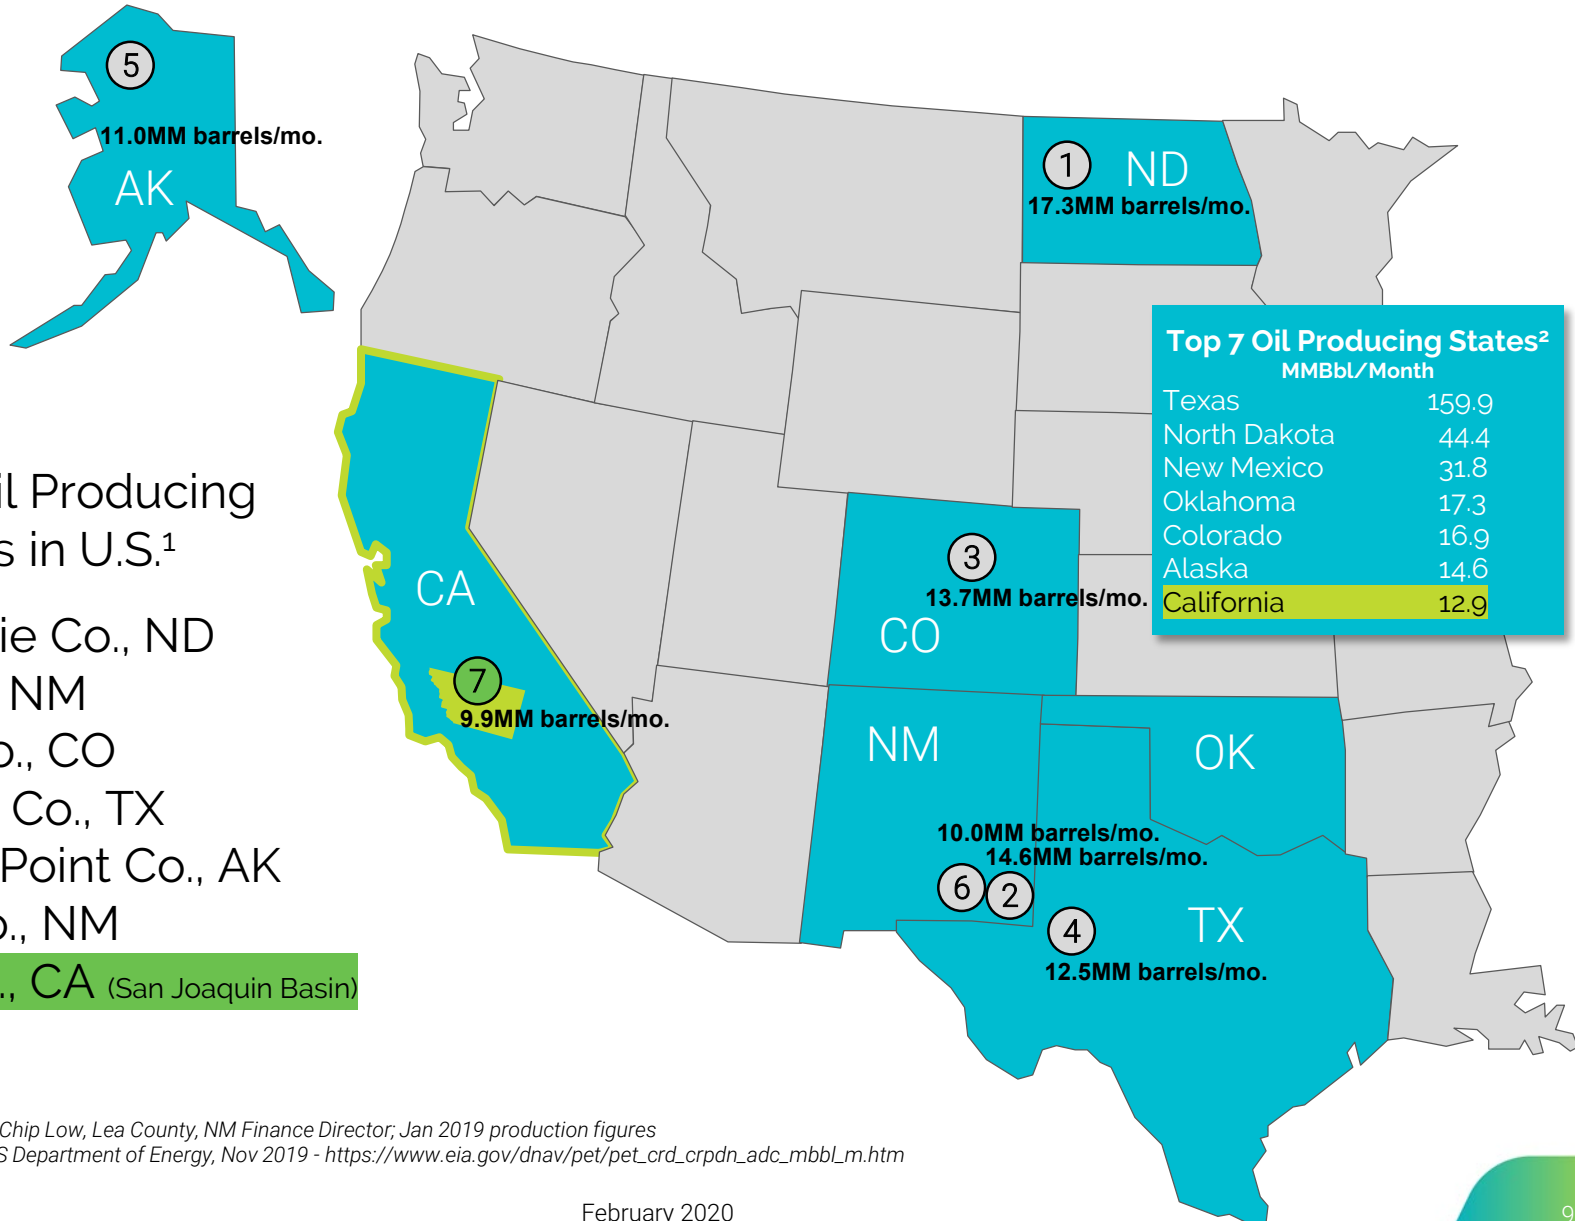 5
11.0MM barrels/mo.
AK
1
ND
17.3MM barrels/mo.
Top 7 Oil Producing States²
MMBbl/Month
Texas 159.9
North Dakota 44.4
New Mexico 31.8
Oklahoma 17.3
Colorado 16.9
Alaska 14.6
California 12.9
il Producing
s in U.S.¹
ie Co., ND
NM
o., CO
Co., TX
Point Co., AK
o., NM
., CA (San Joaquin Basin)
CA
7
9.9MM barrels/mo.
3
13.7MM barrels/mo.
CO
NM
OK
10.0MM barrels/mo.
14.6MM barrels/mo.
6
2
4
TX
12.5MM barrels/mo.
Chip Low, Lea County, NM Finance Director; Jan 2019 production figures
S Department of Energy, Nov 2019 - https://www.eia.gov/dnav/pet/pet_crd_crpdn_adc_mbbl_m.htm
February 2020
9